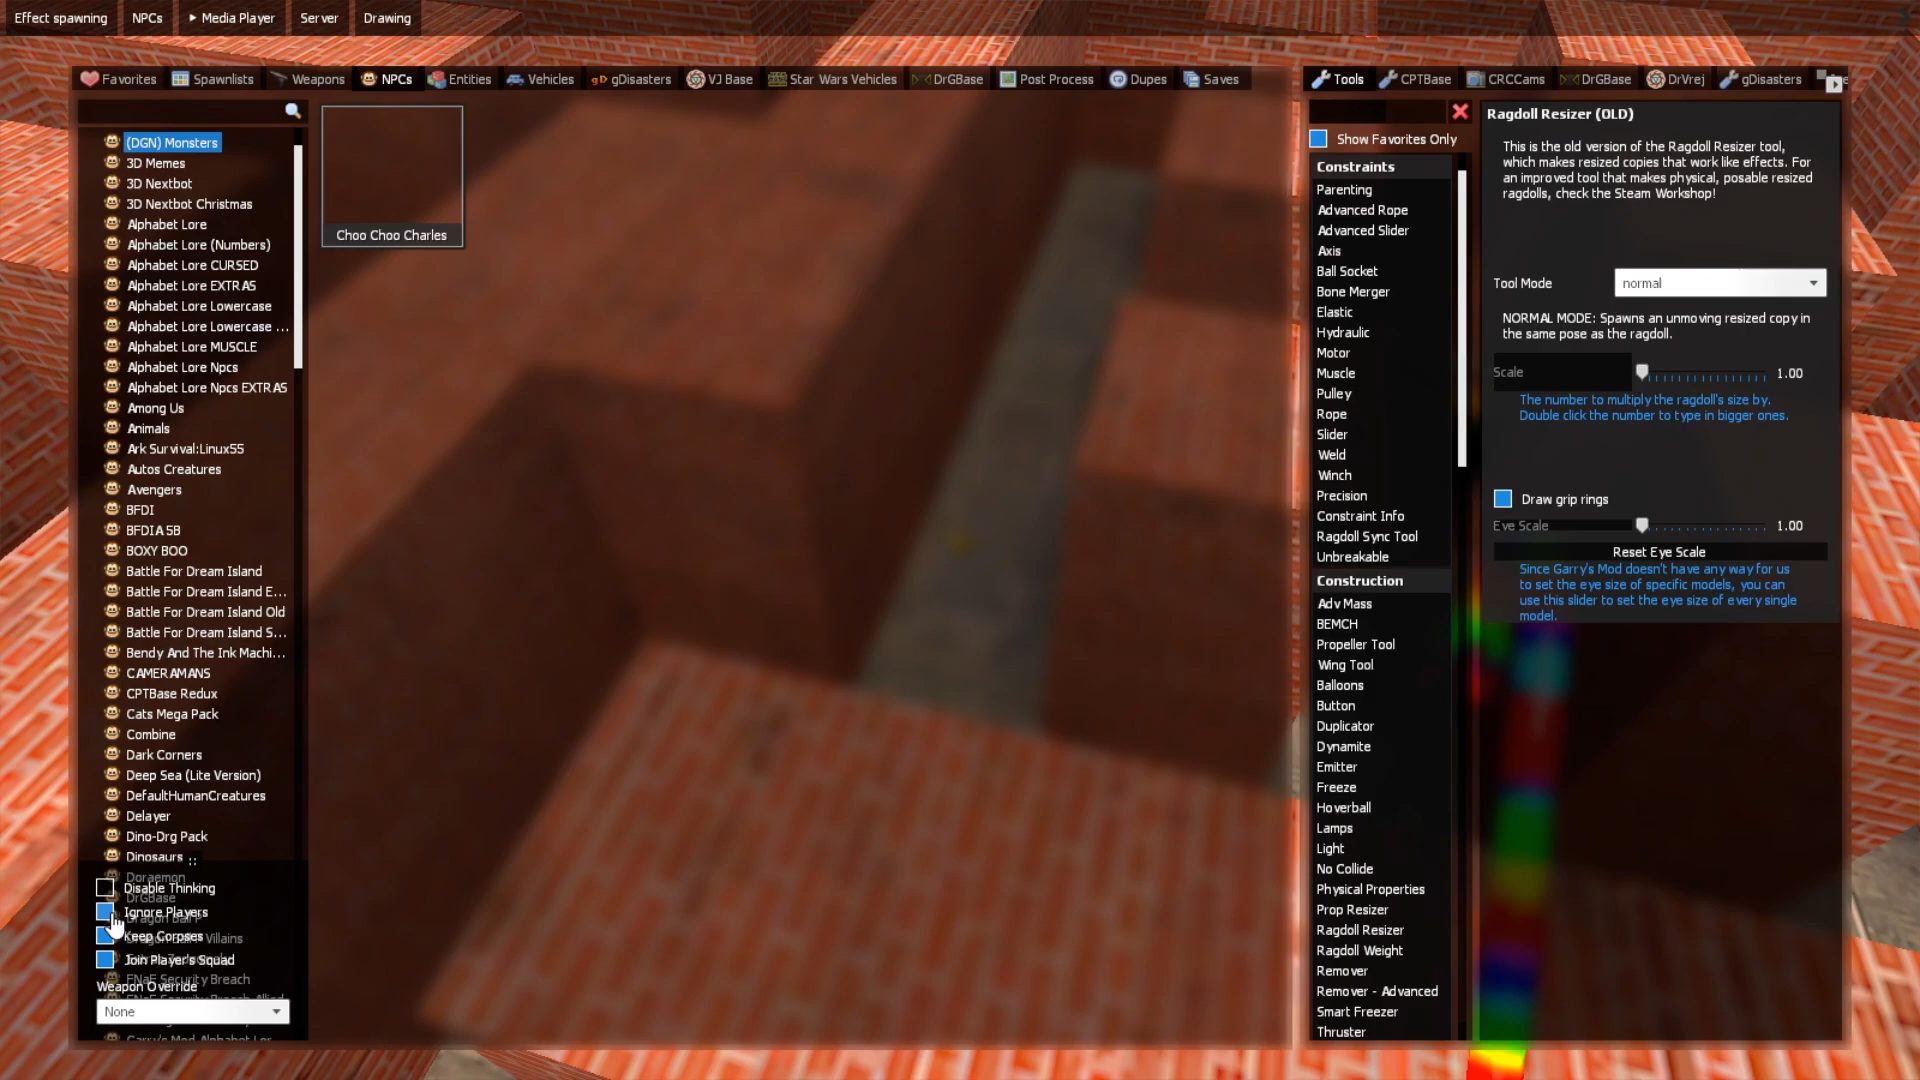 Effect spawning
NPCs
Media Player
Server
Drawing
Favorites
Spawnlists
Weapons
NPCs
Entities
Vehicles
gDisasters
VJ Base
Star Wars Vehicles
DrGBase
Post Process
Dupes
Saves
(DGN) Monsters
3D Memes
3D Nextbot
3D Nextbot Christmas
Alphabet Lore
Alphabet Lore (Numbers)
Alphabet Lore CURSED
Alphabet Lore EXTRAS
Alphabet Lore Lowercase
Alphabet Lore Lowercase ...
Alphabet Lore MUSCLE
Alphabet Lore Npcs
Alphabet Lore Npcs EXTRAS
Among Us
Animals
Ark Survival:Linux55
Autos Creatures
Avengers
BFDI
BFDIA 5B
BOXY BOO
Battle For Dream Island
Battle For Dream Island E...
Battle For Dream Island Old
Battle For Dream Island S...
Bendy And The Ink Machi...
CAMERAMANS
CPTBase Redux
Cats Mega Pack
Combine
Dark Corners
Deep Sea (Lite Version)
DefaultHumanCreatures
Delayer
Dino-Drg Pack
Dinosaurs
Doraemon
Disable Thinking
DrGBase
Ignore Players
Keep Corpses
Join Player's Squad
FNaF Security Breach
Weapon Override
None
Choo Choo Charles
Tools
CPTBase
CRCCams
DrGBase
DrVrej
gDisasters
Show Favorites Only
Constraints
Parenting
Advanced Rope
Advanced Slider
Axis
Ball Socket
Bone Merger
Elastic
Hydraulic
Motor
Muscle
Pulley
Rope
Slider
Weld
Winch
Precision
Constraint Info
Ragdoll Sync Tool
Unbreakable
Construction
Adv Mass
BEMCH
Propeller Tool
Wing Tool
Balloons
Button
Duplicator
Dynamite
Emitter
Freeze
Hoverball
Lamps
Light
No Collide
Physical Properties
Prop Resizer
Ragdoll Resizer
Ragdoll Weight
Remover
Remover - Advanced
Smart Freezer
Thruster
Ragdoll Resizer (OLD)
This is the old version of the Ragdoll Resizer tool,
which makes resized copies that work like effects. For
an improved tool that makes physical, posable resized
ragdolls, check the Steam Workshop!
Tool Mode
normal
NORMAL MODE: Spawns an unmoving resized copy in
the same pose as the ragdoll.
Scale
1.00
The number to multiply the ragdoll's size by.
Double click the number to type in bigger ones.
Draw grip rings
Eye Scale
1.00
Reset Eye Scale
Since Garry's Mod doesn't have any way for us
to set the eye size of specific models, you can
use this slider to set the eye size of every single
model.